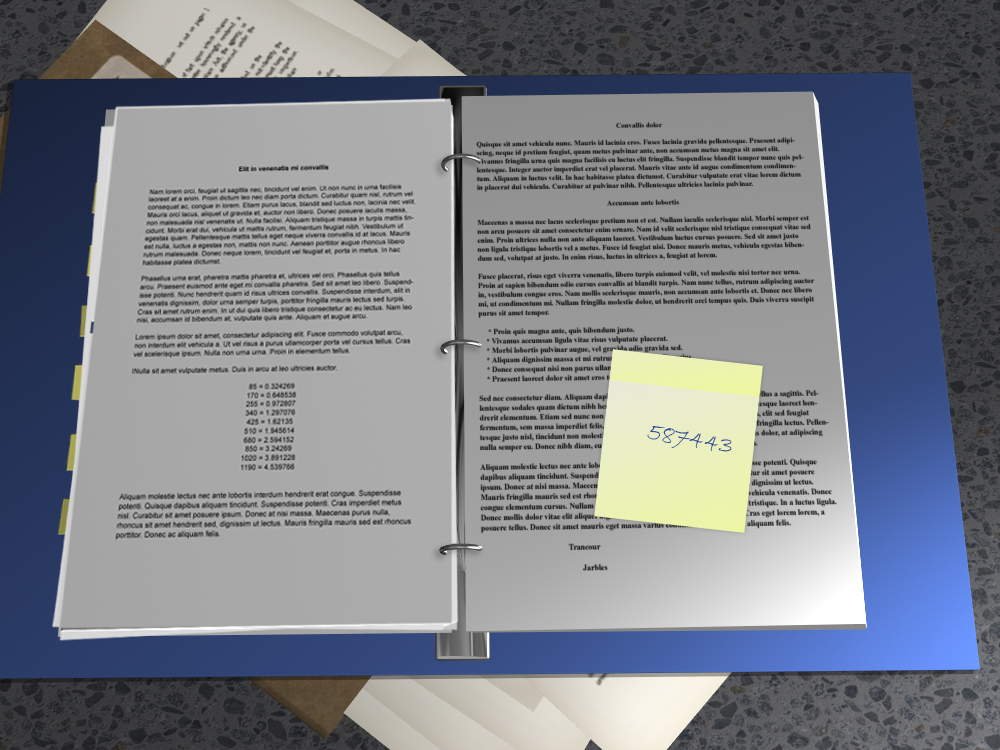 Elit in venenatis mi convallis
Nam lorem orci, feugiat ut sagittis nec, tincidunt vel enim. Ut non nunc in urna facilisis
laoreet at a enim. Proin dictum leo nec diam porta dictum. Curabitur quam nisl, rutrum vel
consequat ac, congue in lorem. Etiam purus lacus, blandit sed luctus non, lacinia nec velit.
Mauris orci lacus, aliquet ut gravida et, auctor non libero. Donec posuere iaculis massa,
non malesuada nisl venenatis ut. Nulla facilisi. Aliquam tristique massa in turpis mattis tin-
cidunt. Morbi erat dui, vehicula ut mattis rutrum, fermentum feugiat nibh. Vestibulum ut
egestas quam. Pellentesque mattis tellus eget neque viverra convallis id at lacus. Mauris
est nulla, luctus a egestas non, mattis non nunc. Aenean porttitor augue rhoncus libero
rutrum malesuada. Donec neque lorem, tincidunt vel feugiat et, porta in metus. In hac
habitasse platea dictumst.
Phasellus urna erat, pharetra mattis pharetra et, ultrices vel orci. Phasellus quis tellus
arcu. Praesent euismod ante eget mi convallis pharetra. Sed sit amet leo libero. Suspend-
isse potenti. Nunc hendrerit quam id risus ultrices convallis. Suspendisse interdum, elit in
venenatis dignissim, dolor urna semper turpis, porttitor fringilla mauris lectus sed turpis.
Cras sit amet rutrum enim. In ut dui quis libero tristique consectetur ac eu lectus. Nam leo
nisi, accumsan id bibendum at, vulputate quis ante. Aliquam et augue arcu.
Lorem ipsum dolor sit amet, consectetur adipiscing elit. Fusce commodo volutpat arcu,
non interdum elit vehicula a. Ut vel risus a purus ullamcorper porta vel cursus tellus. Cras
vel scelerisque ipsum. Nulla non urna urna. Proin in elementum tellus.
INulla sit amet vulputate metus. Duis in arcu at leo ultricies auctor.
85 = 0.324269
170 = 0.648538
255 = 0.972807
340 = 1.297076
425 = 1.62135
510 = 1.945614
680 = 2.594152
850 = 3.24269
1020 = 3.891228
1190 = 4.539766
Aliquam molestie lectus nec ante lobortis interdum hendrerit erat congue. Suspendisse
potenti. Quisque dapibus aliquam tincidunt. Suspendisse potenti. Cras imperdiet metus
nisl. Curabitur sit amet posuere ipsum. Donec at nisi massa. Maecenas purus nulla,
rhoncus sit amet hendrerit sed, dignissim ut lectus. Mauris fringilla mauris sed est rhoncus
porttitor. Donec ac aliquam felis.
Convallis dolor
Quisque sit amet vehicula nunc. Mauris id lacinia eros. Fusce lacinia gravida pellentesque. Praesent adipi-
scing, neque id pretium feugiat, quam metus pulvinar ante, non accumsan metus magna sit amet elit.
Vivamus fringilla urna quis magna facilisis eu luctus elit fringilla. Suspendisse blandit tempor nunc quis pel-
lentesque. Integer auctor imperdiet erat vel placerat. Mauris vitae ante id augue condimentum condimen-
tum. Aliquam in luctus velit. In hac habitasse platea dictumst. Curabitur vulputate erat vitae lorem dictum
in placerat dui vehicula. Curabitur at pulvinar nibh. Pellentesque ultricies lacinia pulvinar.
Accumsan ante lobortis
Maecenas a massa nec lacus scelerisque pretium non et est. Nullam iaculis scelerisque nisl. Morbi semper est
non arcu posuere sit amet consectetur enim ornare. Nam id velit scelerisque nisl tristique consequat vitae sed
enim. Proin ultrices nulla non ante aliquam lacinia. Vestibulum luctus cursus posuere. Sed sit amet justo
non ligula tristique lobortis vel a metus. Fusce id feugiat nisi. Donec mauris metus, vehicula egestas biben-
dum sed, volutpat at justo. In enim risus, luctus in ultrices a, feugiat at lorem.
Fusce placerat, risus eget viverra venenatis, libero turpis euismod velit, vel molestie nisi tortor nec urna.
Proin at sapien bibendum odio cursus convallis at blandit turpis. Nam nunc tellus, rutrum adipiscing auctor
in, vestibulum congue eros. Nam mollis scelerisque mauris, non accumsan ante lobortis et. Donec nec libero
mi, ut condimentum mi. Nullam fringilla molestie dolor, ut hendrerit orci tempus quis. Duis viverra suscipit
purus sit amet tempor.
* Proin quis magna ante, quis bibendum justo.
* Vivamus accumsan ligula vitae risus vulputate placerat.
* Morbi lobortis pulvinar augue, vel gravida odio gravida sed.
* Aliquam dignissim massa et mi rutrum
* Donec consequat nisi non purus ullam
* Praesent laoreet dolor sit amet eros
Sed nec consectetur diam. Aliquam dapi tellus a sagittis. Pel-
lentesque sodales quam dictum nibh hen laoreet hen-
drerit elementum. Etiam sed nunc non , elit sed feugiat
fermentum, sem massa imperdiet felis, fringilla lectus. Pellen-
tesque justo nisl, tincidunt non molest dolor, at adipiscing
nulla semper eu. Donec nibh diam, eu
Aliquam molestie lectus nec ante lobo potenti. Quisque
dapibus aliquam tincidunt. Suspend sit amet posuere
ipsum. Donec at nisi massa. Maecen dignissim ut lectus.
Mauris fringilla mauris sed est rhon vehicula venenatis. Donec
congue elementum cursus. Nullam tristique. In a luctus ligula.
Donec mollis dolor vitae elit aliqu Cras eget lorem lorem, a
posuere tellus. Donec sit amet mauris eget massa varius aliquam felis.
Trancour
Jarbles
587443